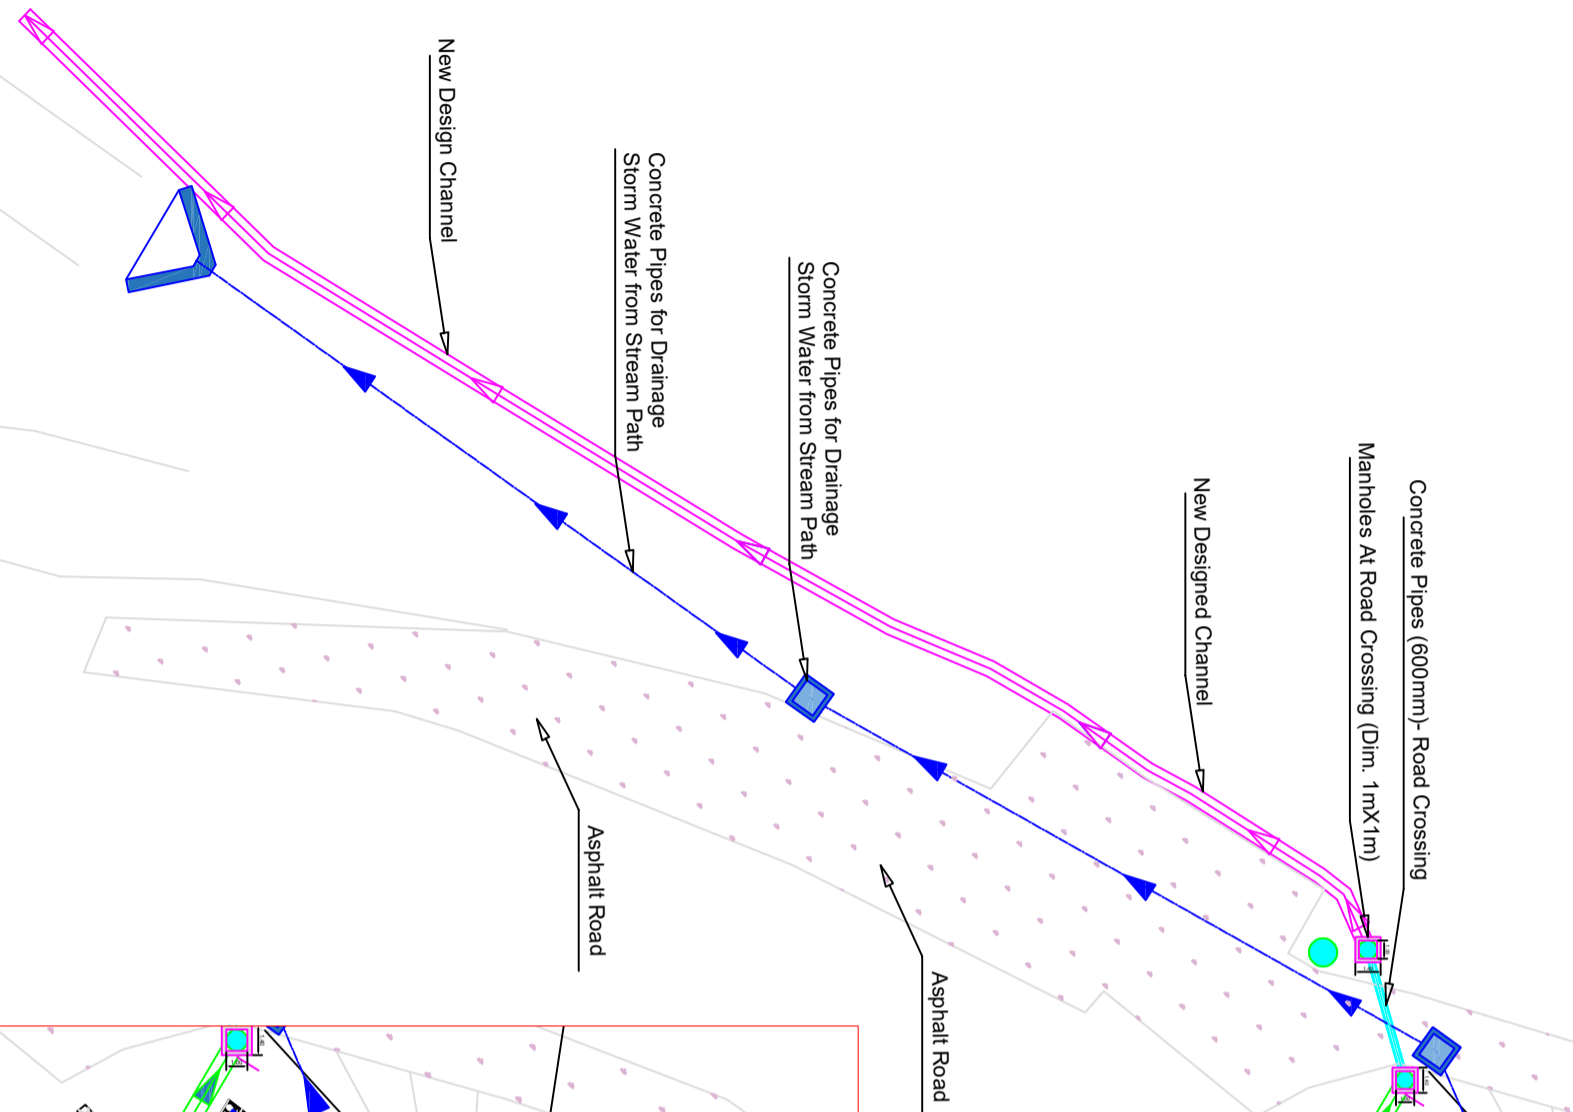 New Design Channel
Concrete Pipes for Drainage
Storm Water from Stream Path
Concrete Pipes for Drainage
Storm Water from Stream Path
New Designed Channel
Manholes At Road Crossing (Dim. 1mX1m)
Concrete Pipes (600mm)- Road Crossing
Asphalt Road
Asphalt Road